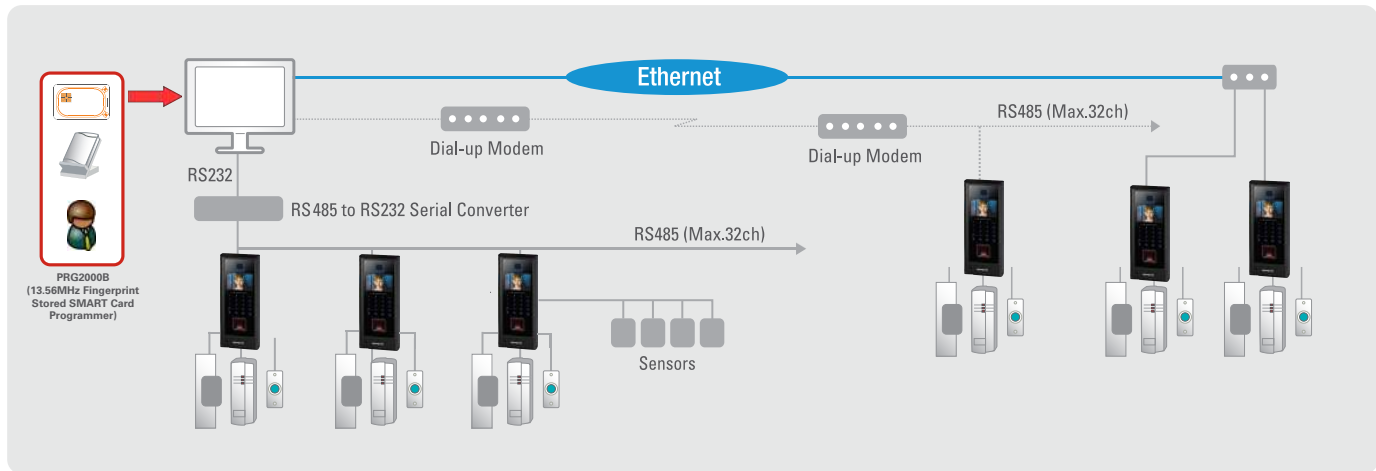 Ethernet
RS485 (Max.32ch)
Dial-up Modem
Dial-up Modem
RS232
RS485 to RS232 Serial Converter
RS485 (Max.32ch)
PRG2000B
(13.56MHz Fingerprint
Stored SMART Card
Programmer)
Sensors